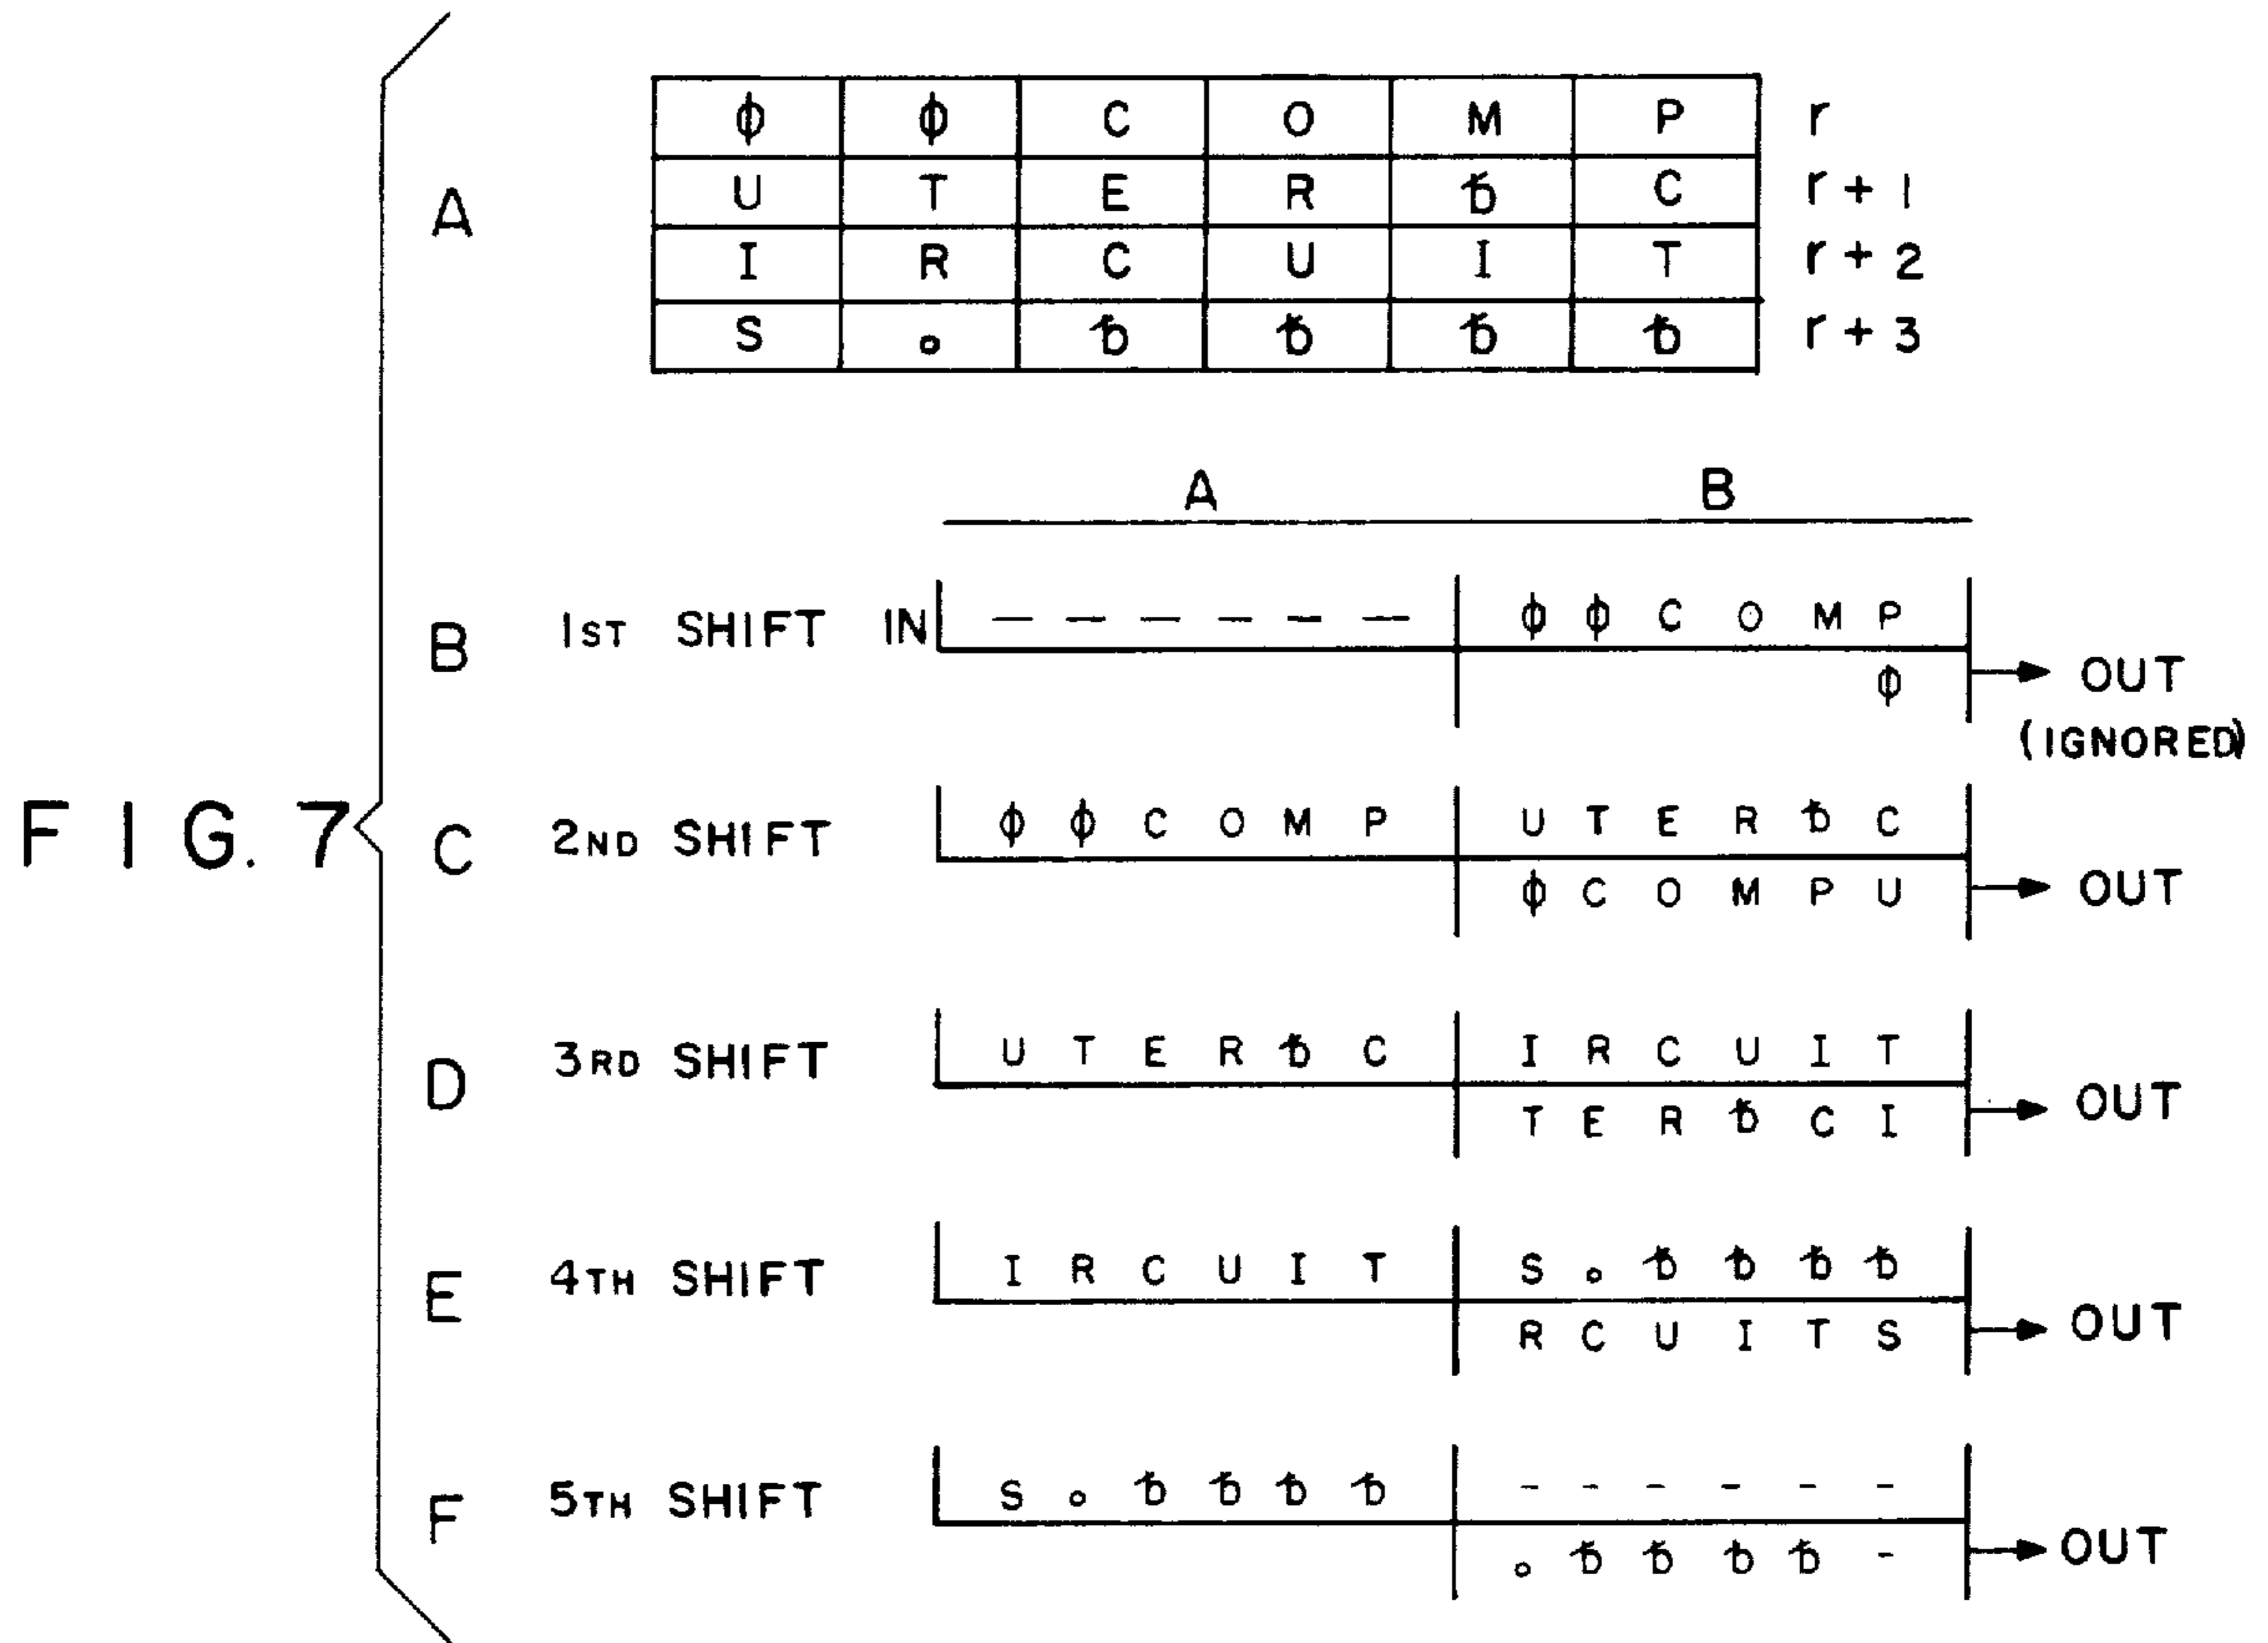 ϕ ϕ C O M P r
A U T E R ƀ C r + 1
I R C U I T r + 2
S . ƀ ƀ ƀ ƀ r + 3
A B
B 1ST SHIFT IN — — — — — — ϕ ϕ C O M P
ϕ OUT
(IGNORED)
FIG. 7 C 2ND SHIFT ϕ ϕ C O M P U T E R ƀ C
ϕ C O M P U OUT
D 3RD SHIFT U T E R ƀ C I R C U I T
T E R ƀ C I OUT
E 4TH SHIFT I R C U I T S . ƀ ƀ ƀ ƀ
R C U I T S OUT
F 5TH SHIFT S . ƀ ƀ ƀ ƀ - - - - - -
. ƀ ƀ ƀ ƀ - OUT